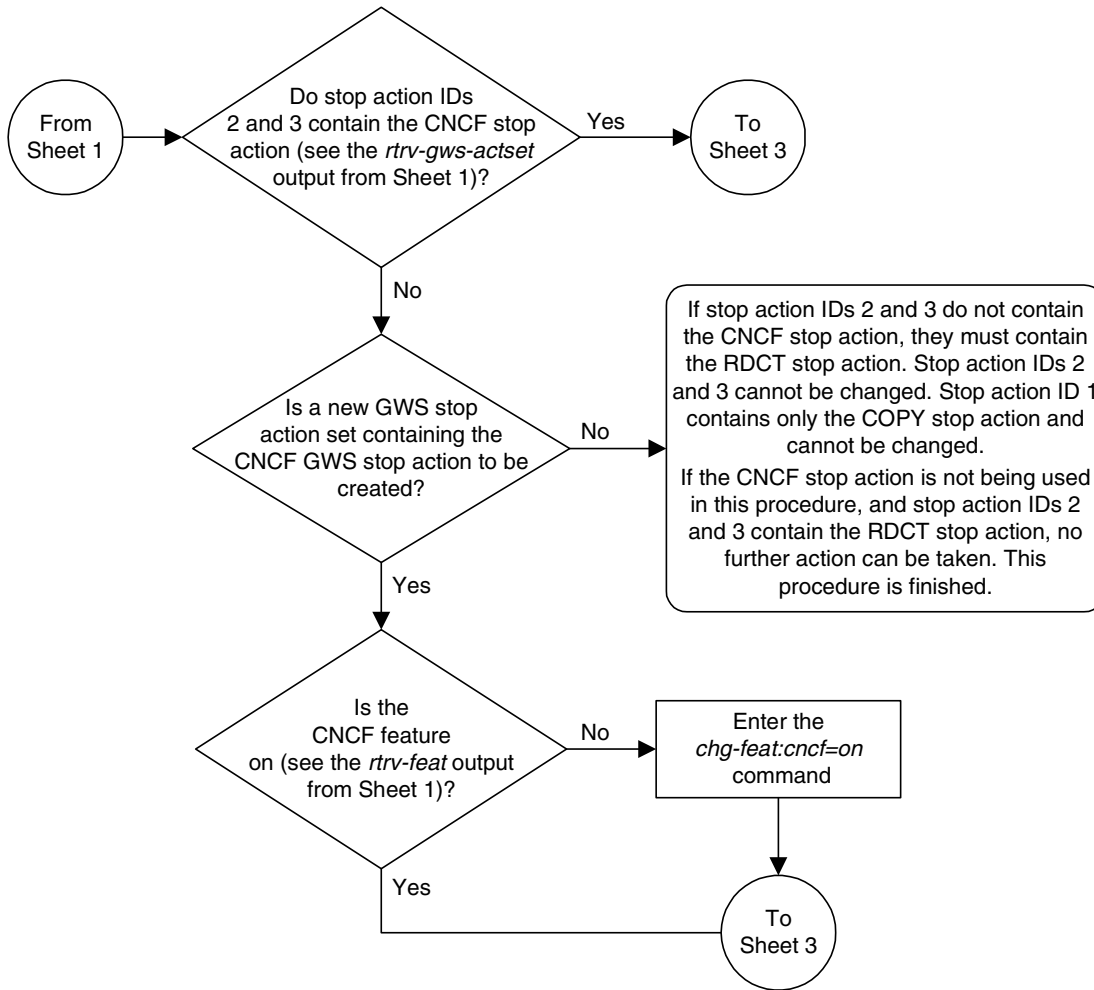 From
Sheet 1
Do stop action IDs
2 and 3 contain the CNCF stop
action (see the rtrv-gws-actset
output from Sheet 1)?
Yes
To
Sheet 3
No
Is a new GWS stop
action set containing the
CNCF GWS stop action to be
created?
No
If stop action IDs 2 and 3 do not contain
the CNCF stop action, they must contain
the RDCT stop action. Stop action IDs 2
and 3 cannot be changed. Stop action ID 1
contains only the COPY stop action and
cannot be changed.
If the CNCF stop action is not being used
in this procedure, and stop action IDs 2
and 3 contain the RDCT stop action, no
further action can be taken. This
procedure is finished.
Yes
Is the
CNCF feature
on (see the rtrv-feat output
from Sheet 1)?
No
Enter the
chg-feat:cncf=on
command
Yes
To
Sheet 3